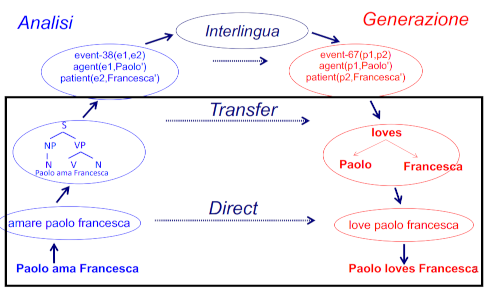 Analisi
Interlingua
Generazione
event-38(e1,e2)
agent(e1,Paolo')
patient(e2,Francesca')
event-67(p1,p2)
agent(p1,Paolo')
patient(p2,Francesca')
Transfer
S
NP VP
N V N
Paolo ama Francesca
loves
Paolo
Francesca
Direct
amare paolo francesca
love paolo francesca
Paolo ama Francesca
Paolo loves Francesca